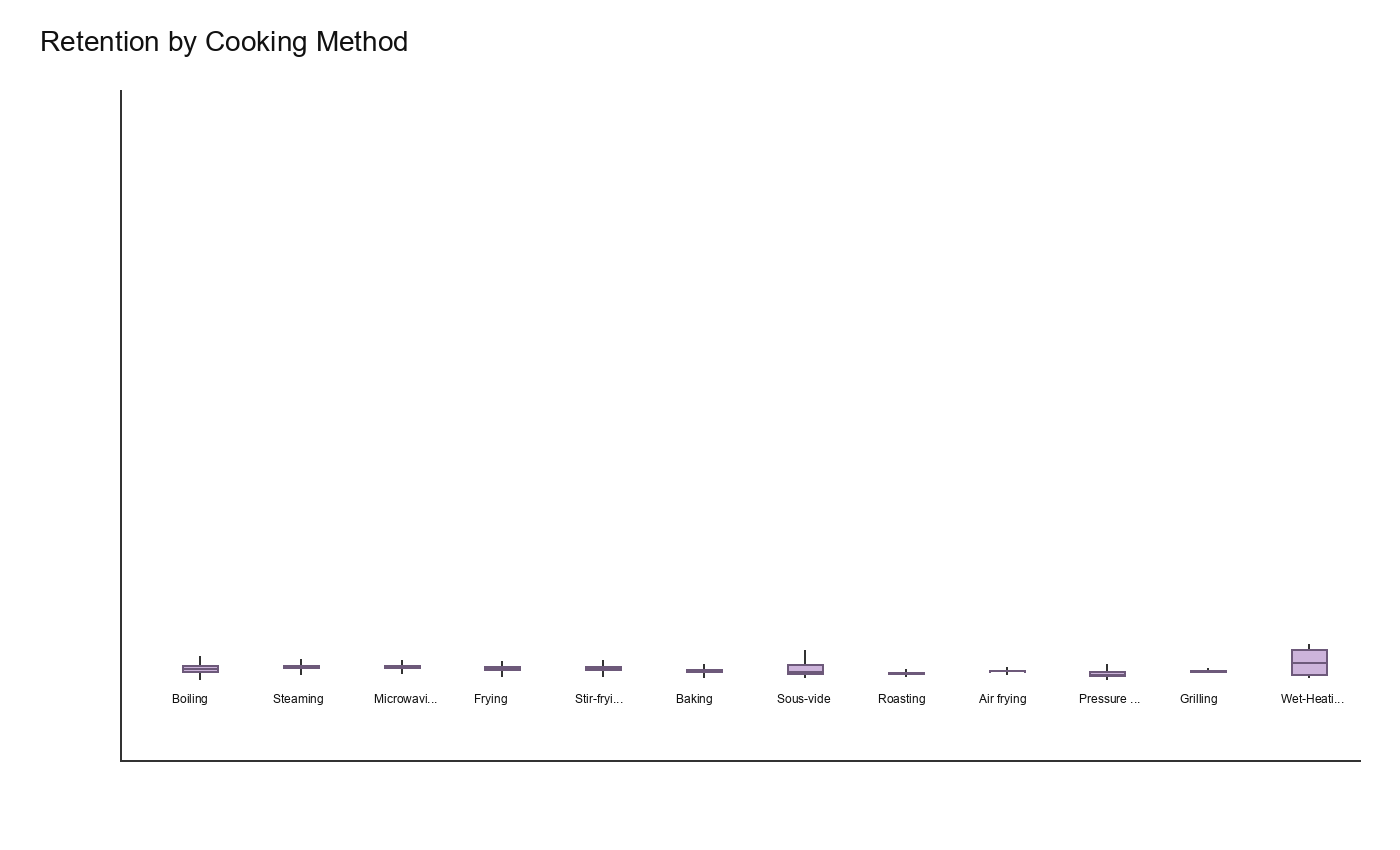 Retention by Cooking Method
Boiling
Steaming
Microwavi...
Frying
Stir-fryi...
Baking
Sous-vide
Roasting
Air frying
Pressure ...
Grilling
Wet-Heati...